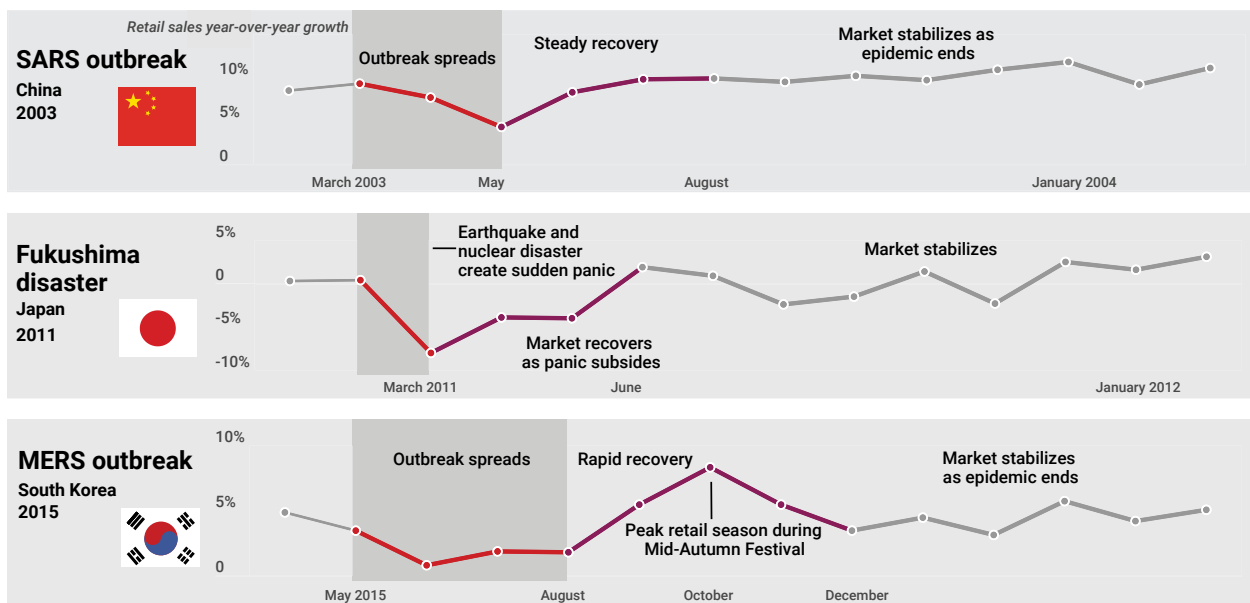 Retail sales year-over-year growth
SARS outbreak
China
2003
10%
5%
0
Outbreak spreads
Steady recovery
Market stabilizes as
epidemic ends
March 2003
May
August
January 2004
Fukushima
disaster
Japan
2011
5%
0
-5%
-10%
Earthquake and
nuclear disaster
create sudden panic
Market recovers
as panic subsides
Market stabilizes
March 2011
June
January 2012
MERS outbreak
South Korea
2015
10%
5%
0
Outbreak spreads
Rapid recovery
Peak retail season during
Mid-Autumn Festival
Market stabilizes
as epidemic ends
May 2015
August
October
December